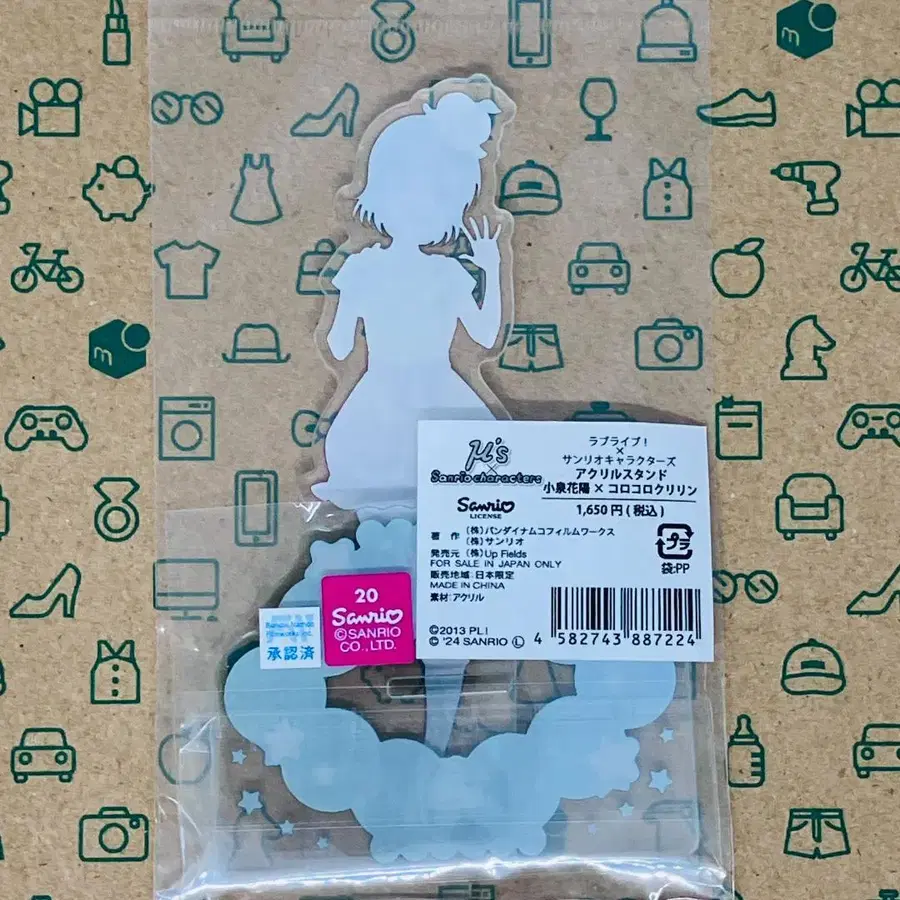 μ's
×
Sanrio characters
Sanrio
LICENSE
ラブライブ!
×
サンリオキャラクターズ
アクリルスタンド
小泉花陽 × コロコロクリリン
1,650円(税込)
著 作 (株)バンダイナムコフィルムワークス
(株)サンリオ
発売元 (株)Up Fields
FOR SALE IN JAPAN ONLY
販売地域:日本限定
MADE IN CHINA
素材:アクリル
プラ
袋:PP
©2013 PL!
© '24 SANRIO Ⓛ
4 582743 887224
20
Sanrio
©SANRIO
CO.,LTD.
Bandai Namco
Filmworks Inc.
承認済
m
m